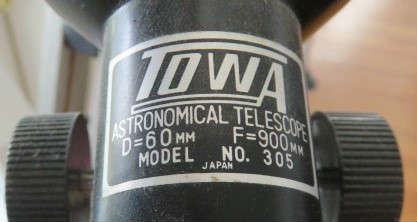 TOWA
ASTRONOMICAL TELESCOPE
D=60MM F=900MM
MODEL NO. 305
JAPAN